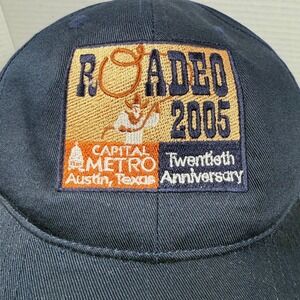 ROADEO
2005
CAPITAL
METRO
Austin, Texas
Twentieth
Anniversary